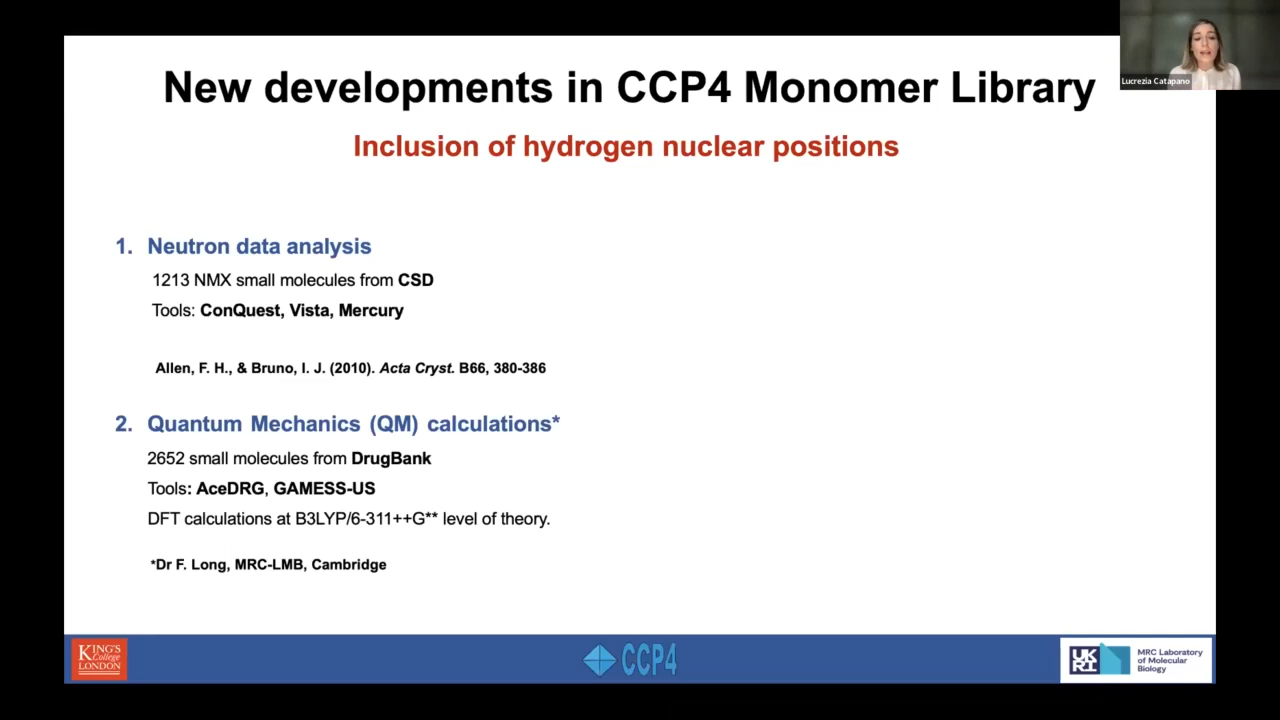 New developments in CCP4 Monomer Library
Lucrezia Catapano
Inclusion of hydrogen nuclear positions
1. Neutron data analysis
1213 NMX small molecules from CSD
Tools: ConQuest, Vista, Mercury
Allen, F. H., & Bruno, I. J. (2010). Acta Cryst. B66, 380-386
2. Quantum Mechanics (QM) calculations*
2652 small molecules from DrugBank
Tools: AceDRG, GAMESS-US
DFT calculations at B3LYP/6-311++G** level of theory.
*Dr F. Long, MRC-LMB, Cambridge
KING'S
College
LONDON
CCP4
UK
RI
MRC Laboratory
of Molecular
Biology